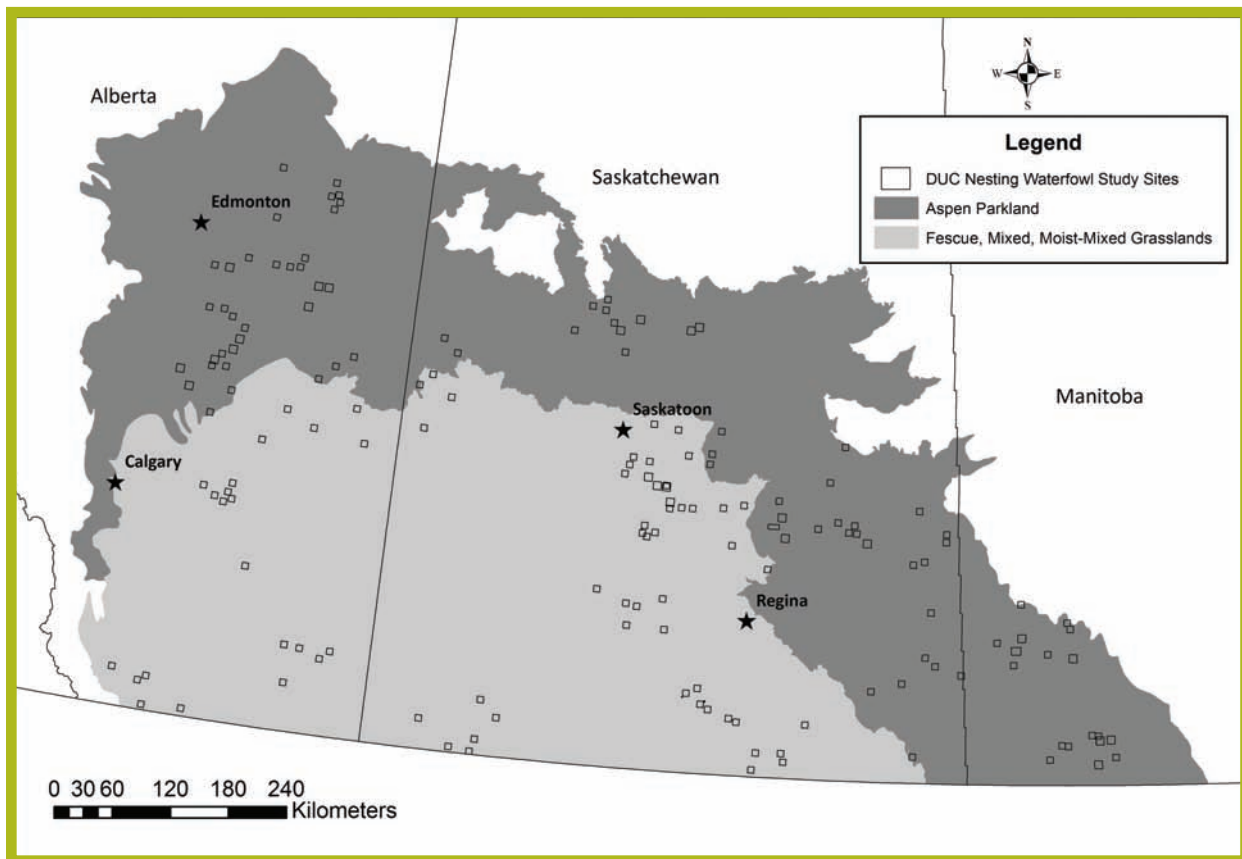 N
W E
S
Alberta
Legend
DUC Nesting Waterfowl Study Sites
Aspen Parkland
Fescue, Mixed, Moist-Mixed Grasslands
Saskatchewan
Edmonton
Manitoba
Saskatoon
Calgary
Regina
0 30 60 120 180 240
Kilometers